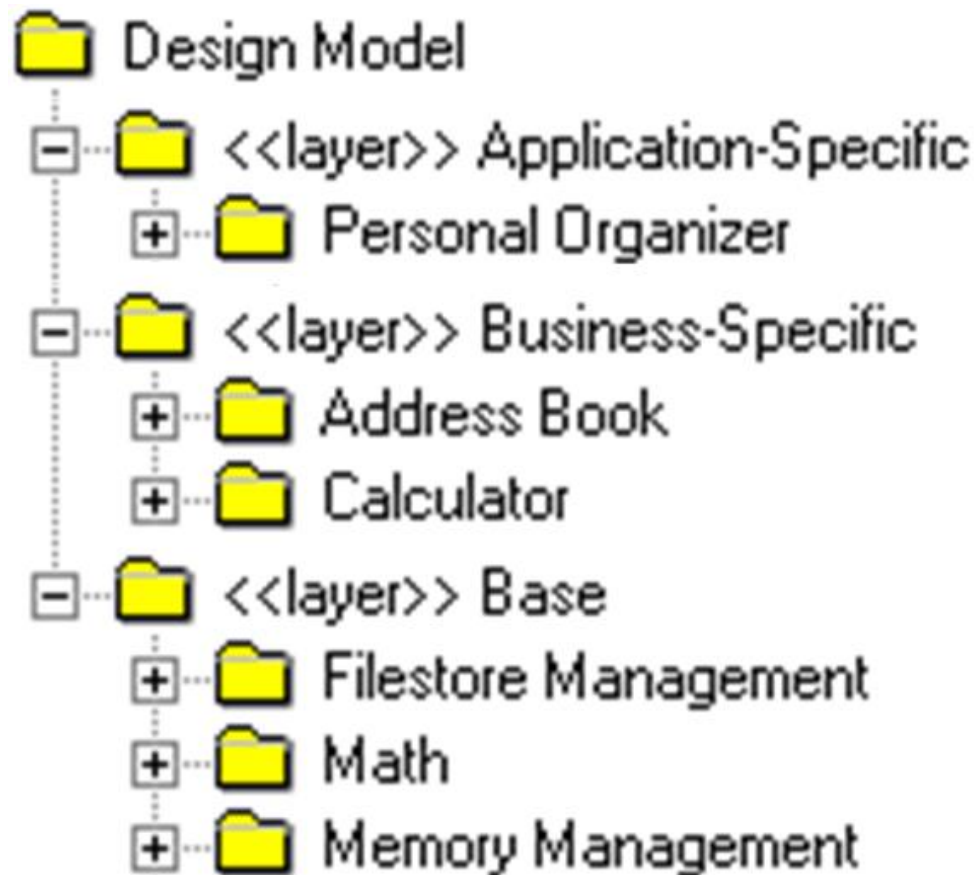 Design Model
<<layer>> Application-Specific
Personal Organizer
<<layer>> Business-Specific
Address Book
Calculator
<<layer>> Base
Filestore Management
Math
Memory Management